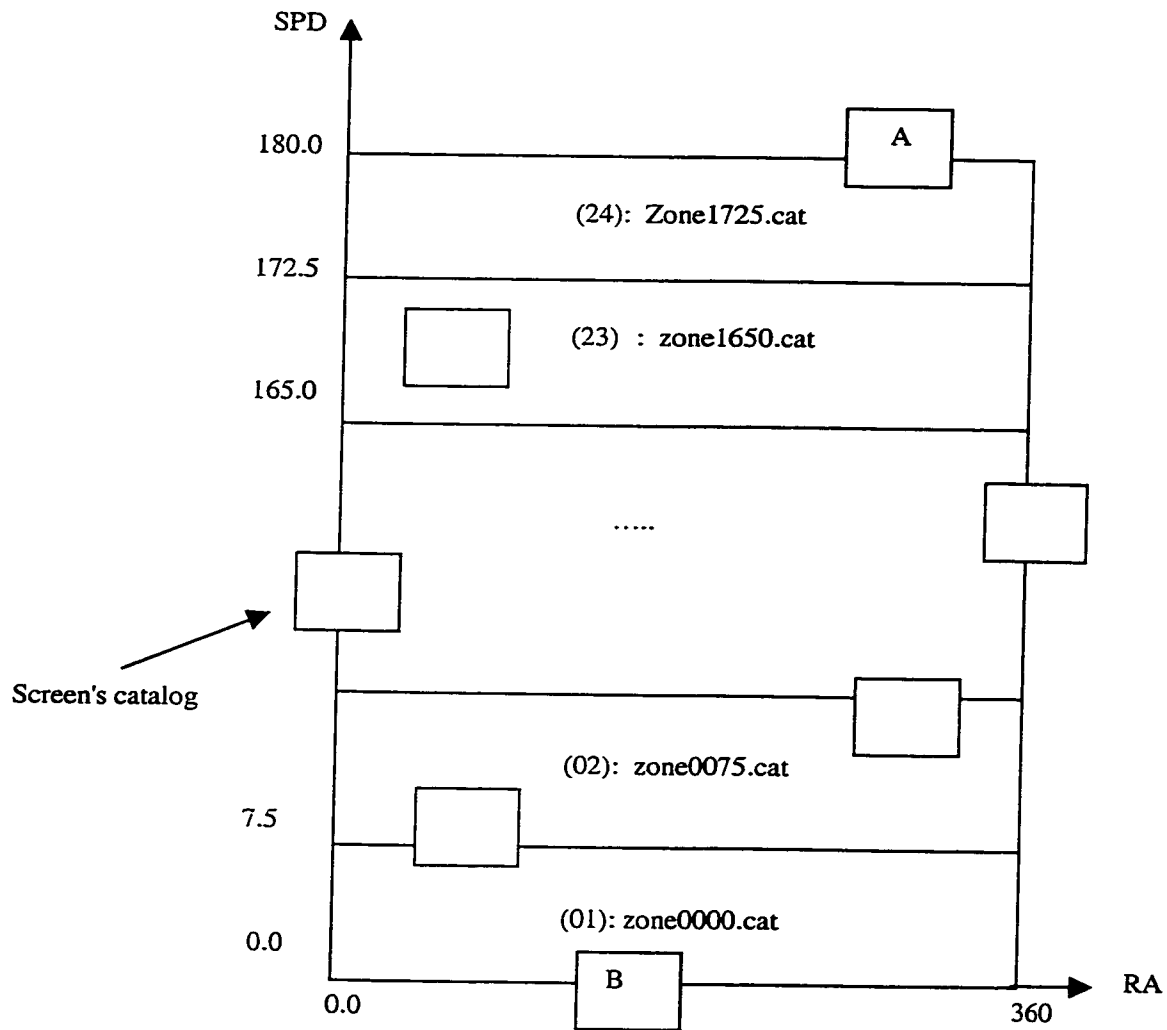 SPD
180.0
A
(24): Zone1725.cat
172.5
(23) : zone1650.cat
165.0
.....
Screen's catalog
(02): zone0075.cat
7.5
(01): zone0000.cat
0.0
B
RA
0.0
360